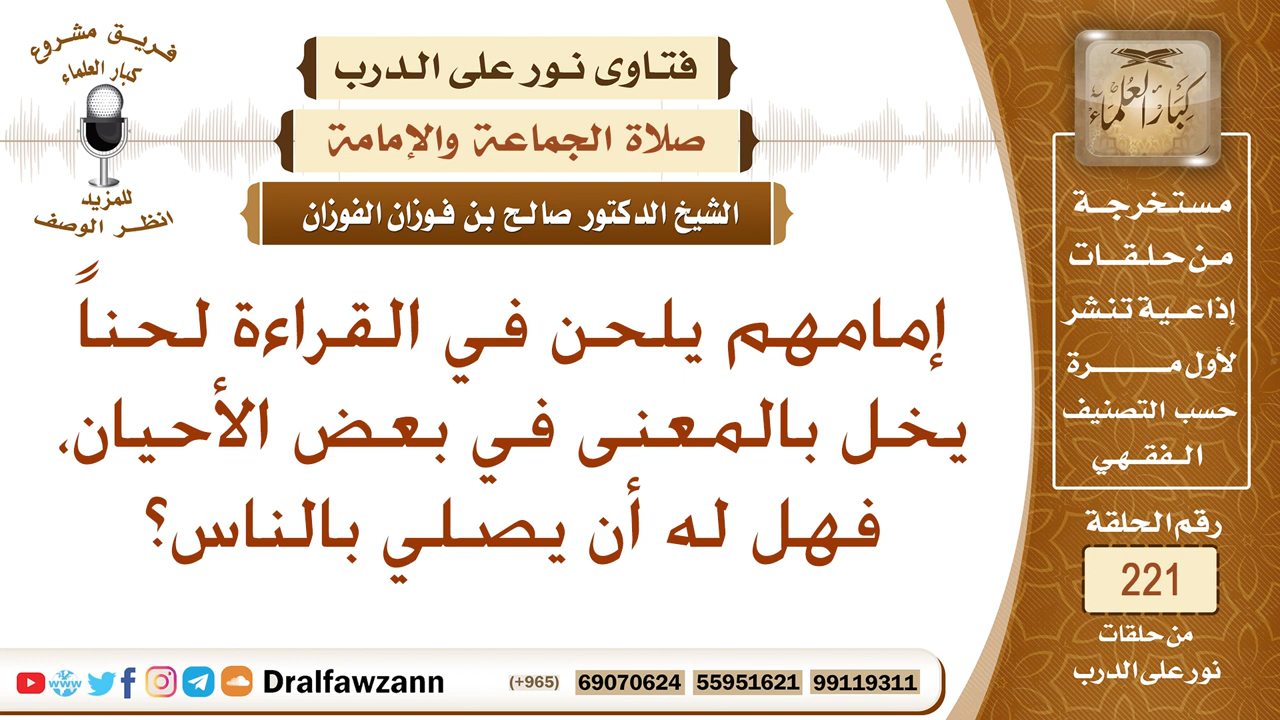 فريق مشروع
كبار العلماء
للمزيد
انظر الوصف
فتاوى نور على الدرب
صلاة الجماعة والإمامة
الشيخ الدكتور صالح بن فوزان الفوزان
إمامهم يلحن في القراءة لحناً
يخل بالمعنى في بعض الأحيان،
فهل له أن يصلي بالناس؟
كبار العلماء
مستخرجة
من حلقات
إذاعية تنشر
لأول مرة
حسب التصنيف
الفقهي
رقم الحلقة
221
من حلقات
نور على الدرب
www Dralfawzann (+965) 69070624 55951621 99119311